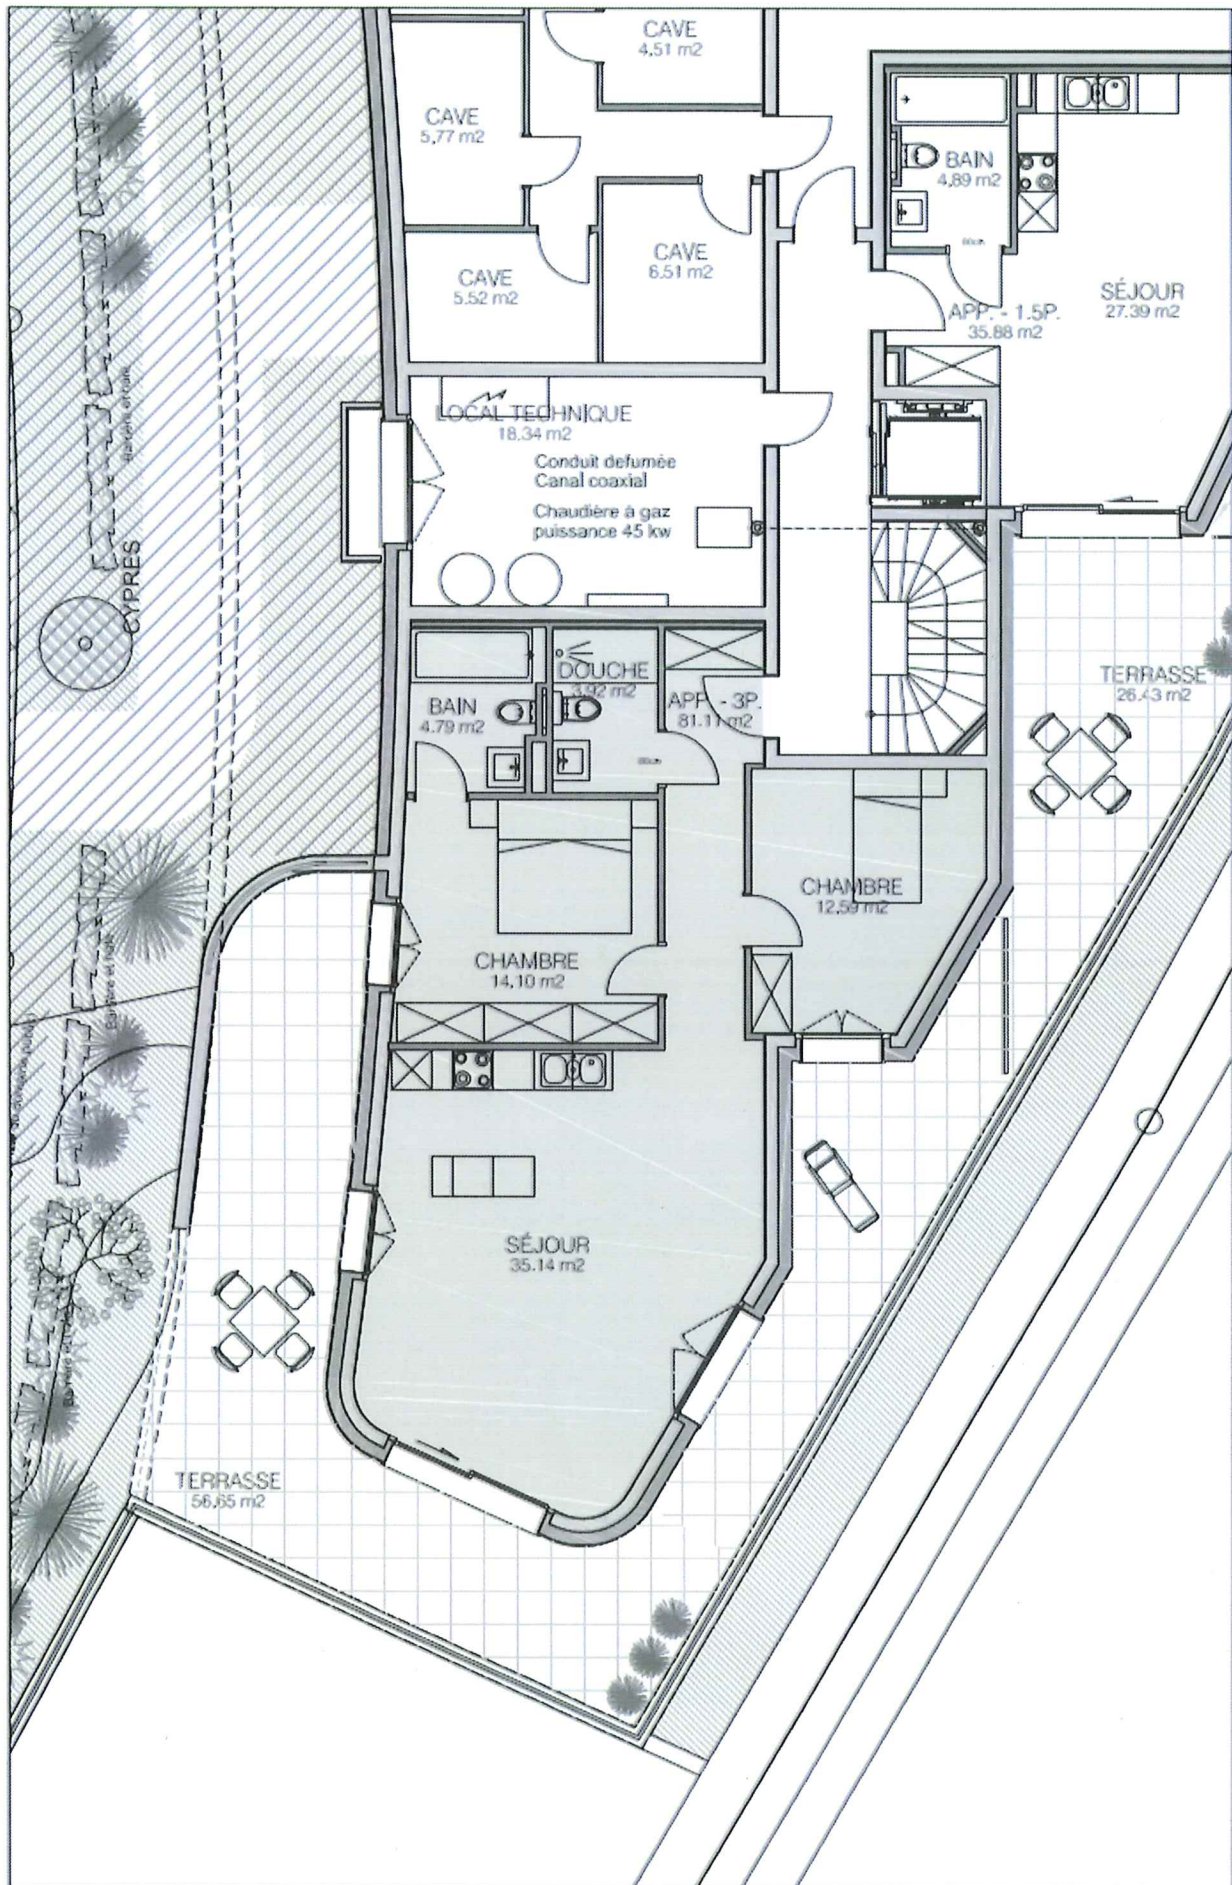 CAVE
4,51 m2
CAVE
5,77 m2
BAIN
4,89 m2
CAVE
6.51 m2
CAVE
5.52 m2
SÉJOUR
27.39 m2
APP. - 1.5P.
35.88 m2
LOCAL TECHNIQUE
18.34 m2
Conduit defumée
Canal coaxial
Chaudière à gaz
puissance 45 kw
CYPRES
DOUCHE
3.92 m2
BAIN
4.79 m2
APP. - 3P.
81.11 m2
TERRASSE
26.43 m2
CHAMBRE
12.59 m2
CHAMBRE
14.10 m2
SÉJOUR
35.14 m2
TERRASSE
56.65 m2